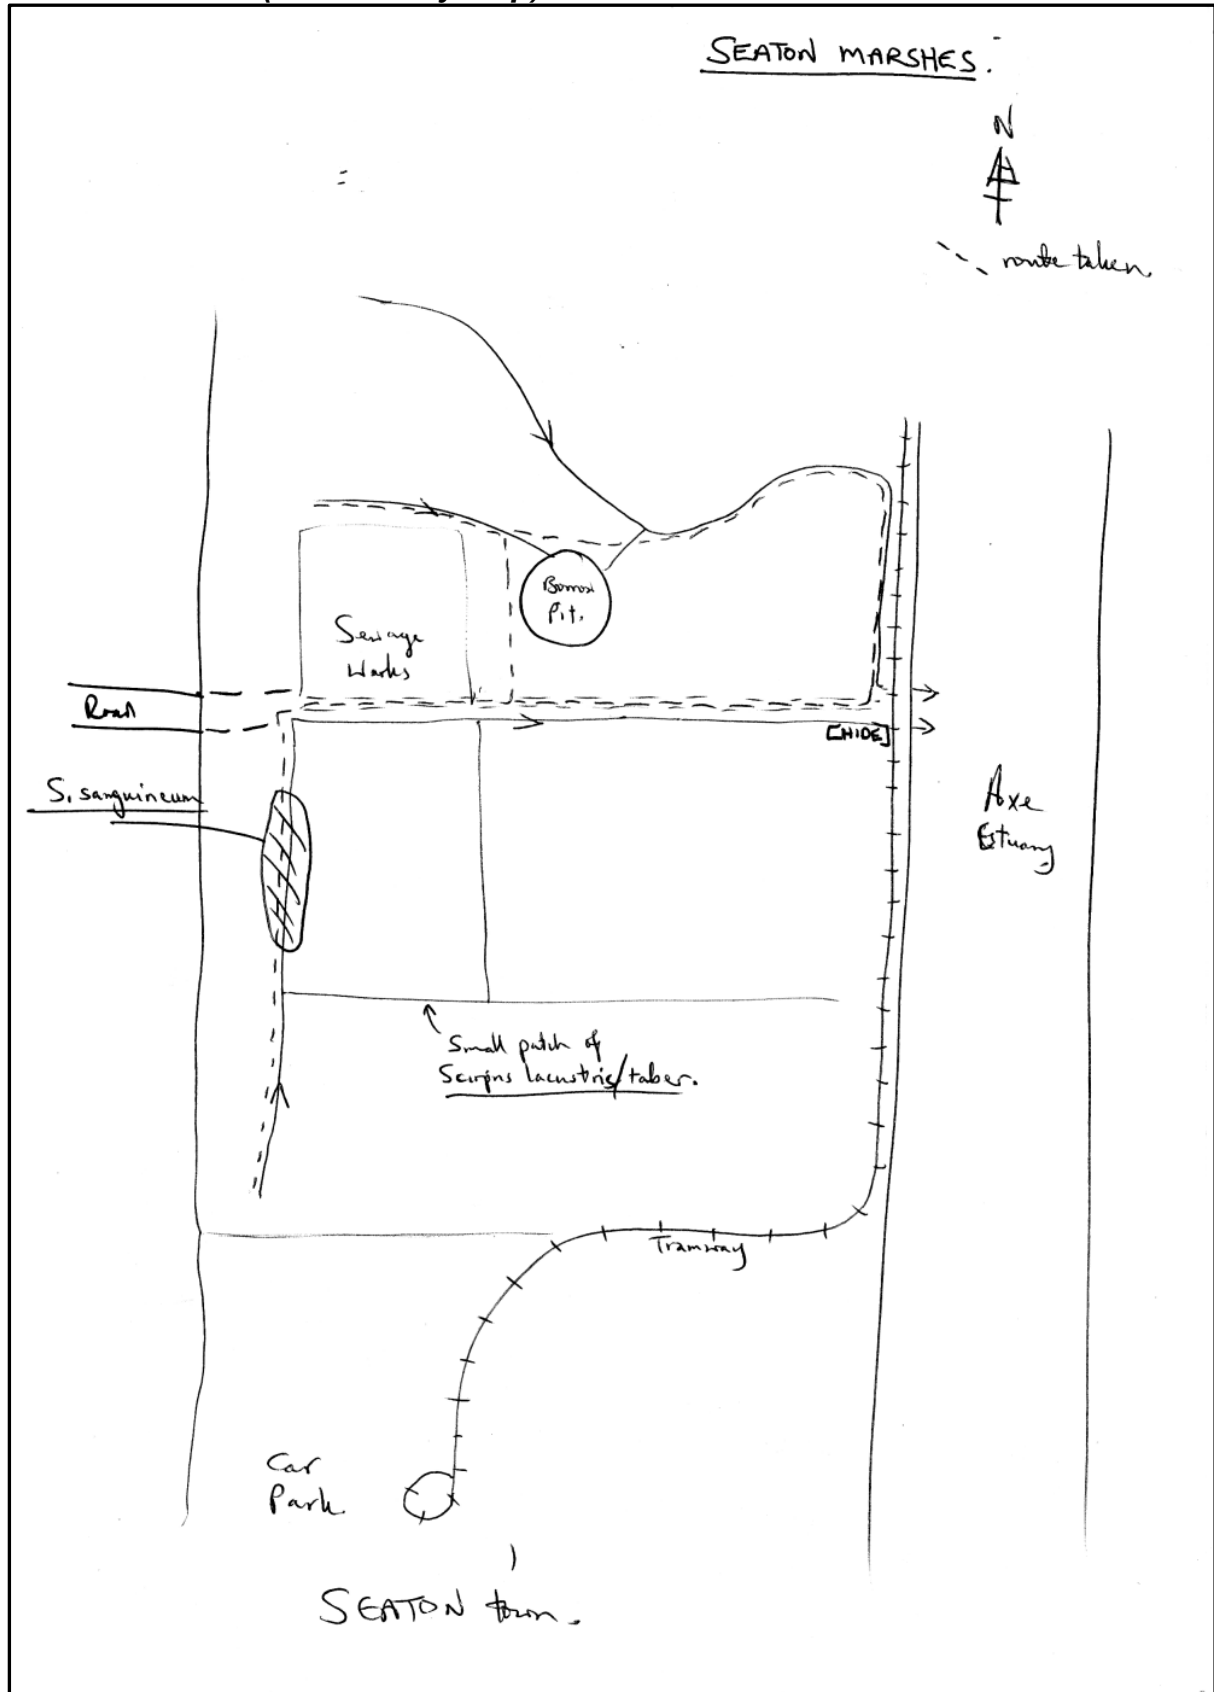 SEATON MARSHES.
N
route taken.
Borrow
Pit.
Sewage
Works
Road
[HIDE]
S. sanguineum
Axe
Estuary
Small patch of
Scirpus lacustris/taber.
Tramway
Car
Park.
SEATON town.